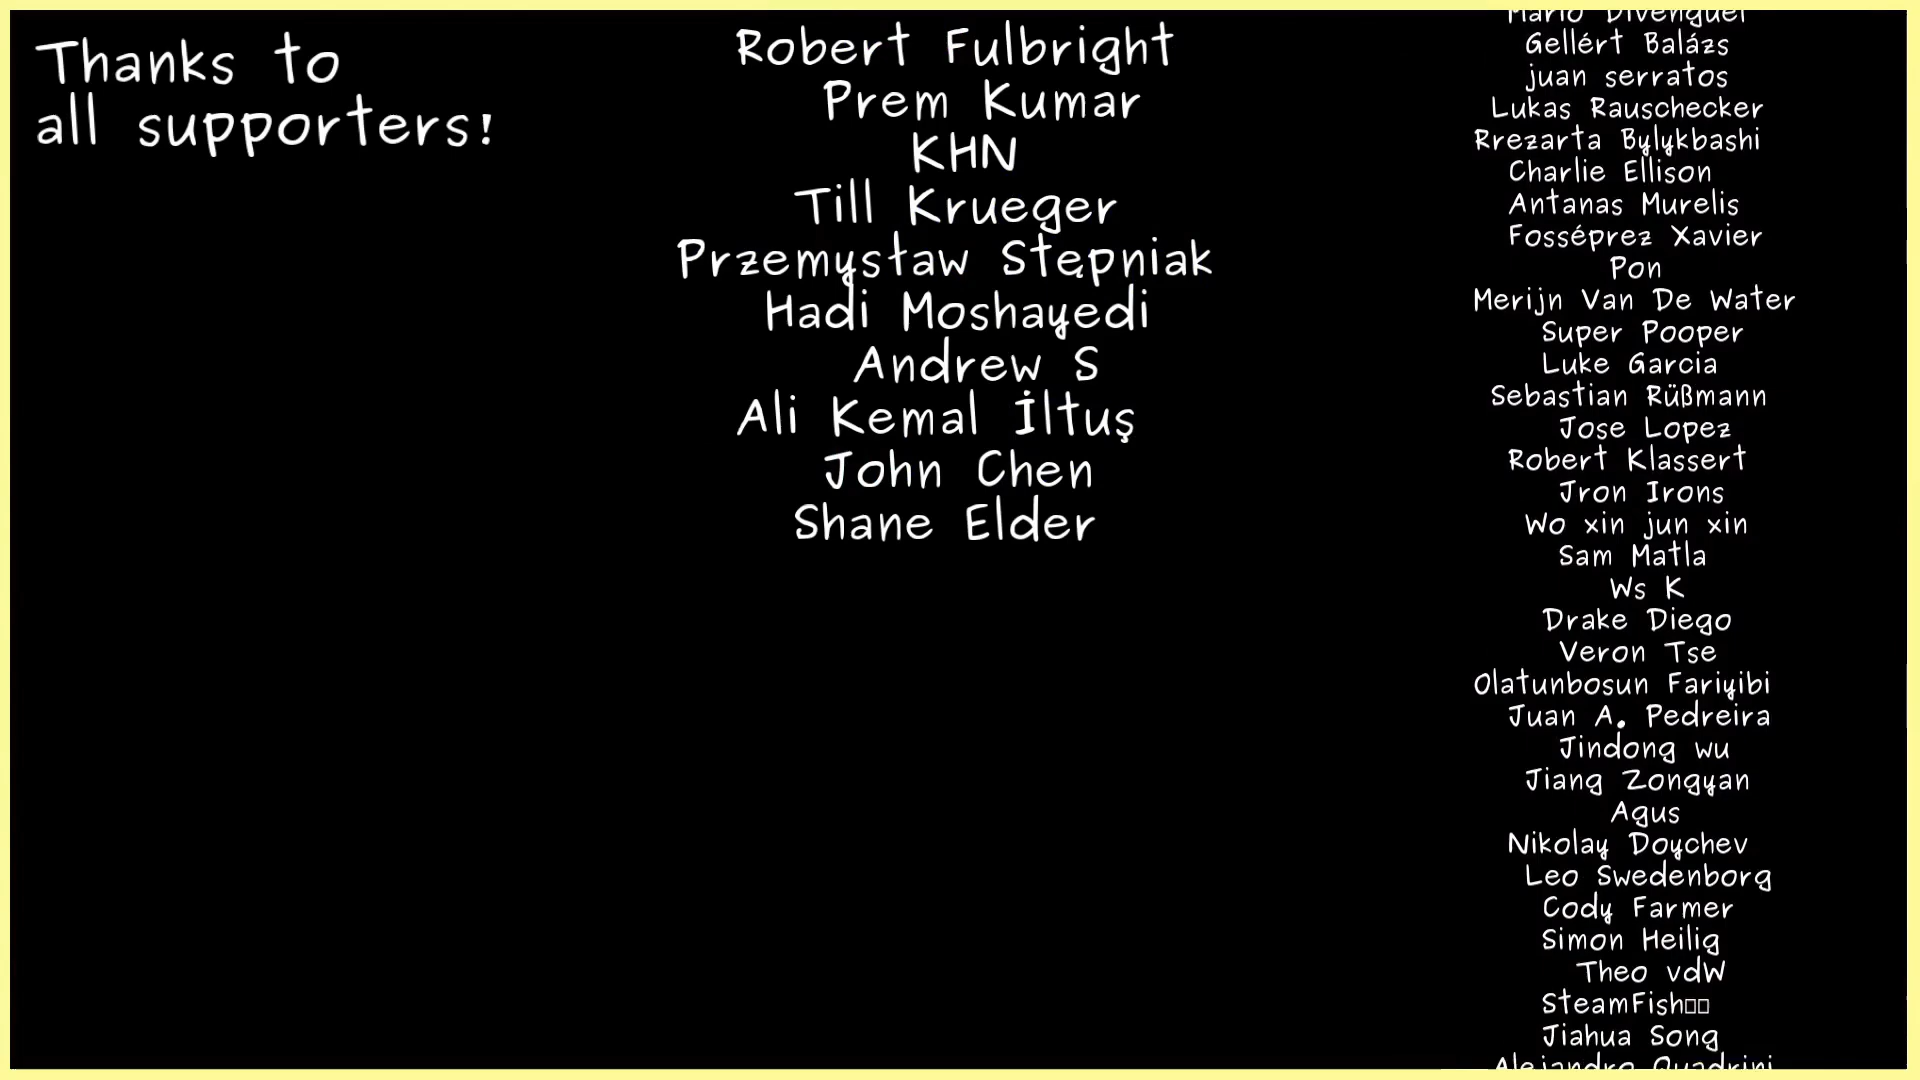 Thanks to
all supporters!
Robert Fulbright
Prem Kumar
KHN
Till Krueger
Przemysław Stępniak
Hadi Moshayedi
Andrew S
Ali Kemal İltuş
John Chen
Shane Elder
Mario Divenguel
Gellért Balázs
juan serratos
Lukas Rauschecker
Rrezarta Bylykbashi
Charlie Ellison
Antanas Murelis
Fosséprez Xavier
Pon
Merijn Van De Water
Super Pooper
Luke Garcia
Sebastian Rüßmann
Jose Lopez
Robert Klassert
Jron Irons
Wo xin jun xin
Sam Matla
Ws K
Drake Diego
Veron Tse
Olatunbosun Fariyibi
Juan A. Pedreira
Jindong wu
Jiang Zongyan
Agus
Nikolay Doychev
Leo Swedenborg
Cody Farmer
Simon Heilig
Theo vdW
SteamFish□□
Jiahua Song
Alejandro Quadrini